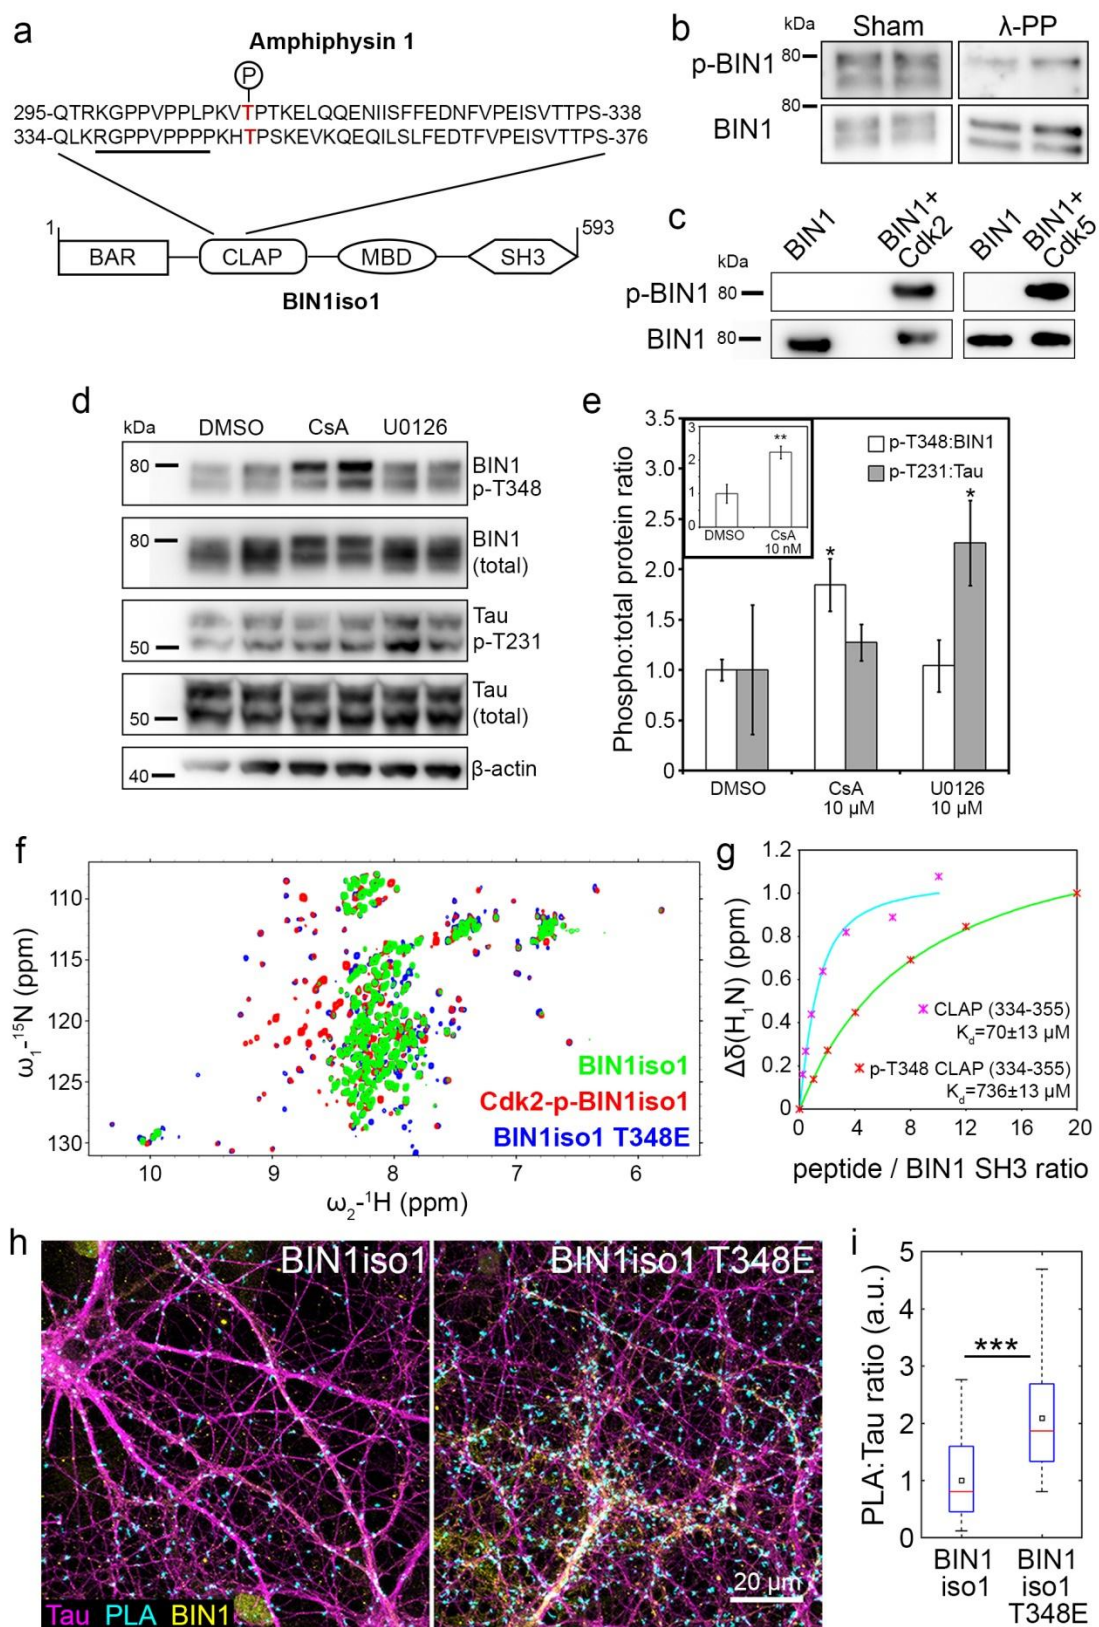 a
Amphiphysin 1
P
295-QTRKGPPVPPLPKVTPTKELQQENIISFFEDNFVPEISVTTPS-338
334-QLKRGPPVPPPPKHTPSKEVKQEQILSLFEDTFVPEISVTTPS-376
1
593
BAR
CLAP
MBD
SH3
BIN1iso1
b
kDa
Sham
λ-PP
p-BIN1
80
BIN1
80
c
kDa
BIN1
BIN1+
Cdk2
BIN1
BIN1+
Cdk5
p-BIN1
80
BIN1
80
d
kDa
DMSO
CsA
U0126
80
BIN1
p-T348
80
BIN1
(total)
50
Tau
p-T231
50
Tau
(total)
40
β-actin
e
Phospho:total protein ratio
3.5
3.0
2.5
2.0
1.5
1.0
0.5
0
3
2
1
0
**
DMSO
CsA
10 nM
p-T348:BIN1
p-T231:Tau
*
*
DMSO
CsA
10 µM
U0126
10 µM
f
ω1-15N (ppm)
110
115
120
125
130
BIN1iso1
Cdk2-p-BIN1iso1
BIN1iso1 T348E
10
9
8
7
6
ω2-1H (ppm)
g
Δδ(H1N) (ppm)
1.2
1.0
0.8
0.6
0.4
0.2
0
CLAP (334-355)
Kd=70±13 µM
p-T348 CLAP (334-355)
Kd=736±13 µM
0
4
8
12
16
20
peptide / BIN1 SH3 ratio
h
BIN1iso1
BIN1iso1 T348E
Tau PLA BIN1
20 µm
i
PLA:Tau ratio (a.u.)
5
4
3
2
1
0
***
BIN1
iso1
BIN1
iso1
T348E